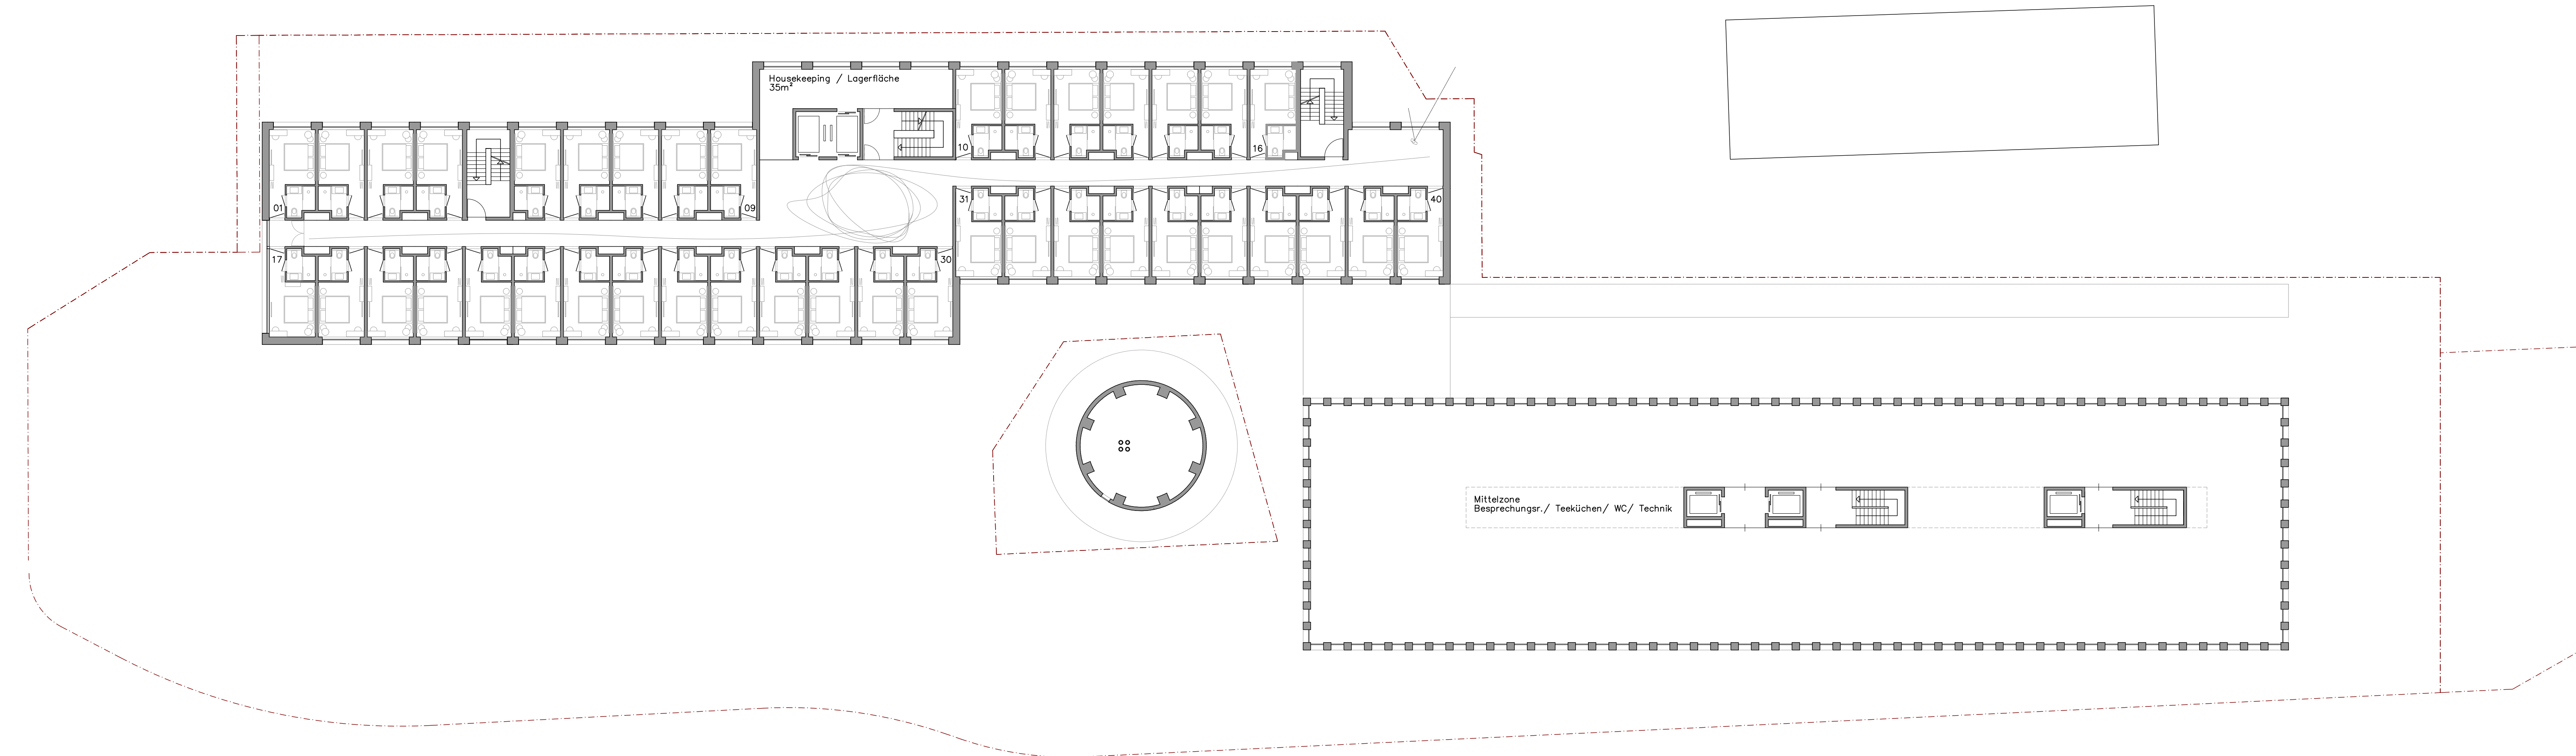 Housekeeping / Lagerfläche
35m²
10
16
01
09
31
40
17
30
Mittelzone
Besprechungsr./ Teeküchen/ WC/ Technik